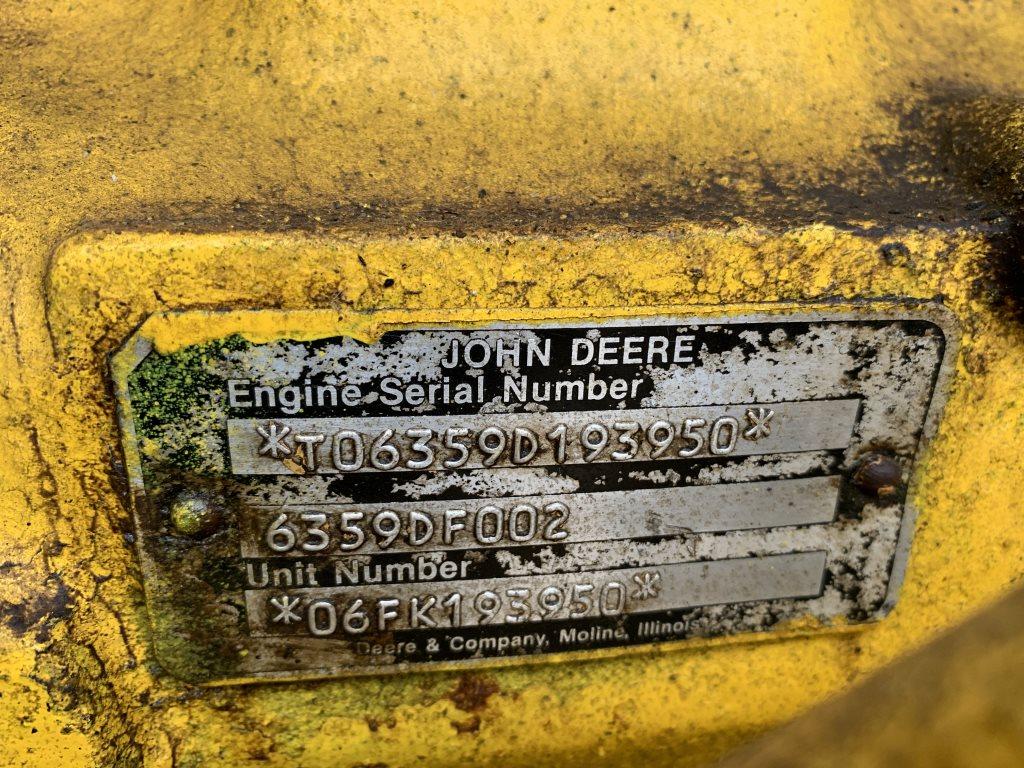 JOHN DEERE
Engine Serial Number
*T06359D193950*
6359DF002
Unit Number
*06FK193950*
Deere & Company, Moline, Illinois